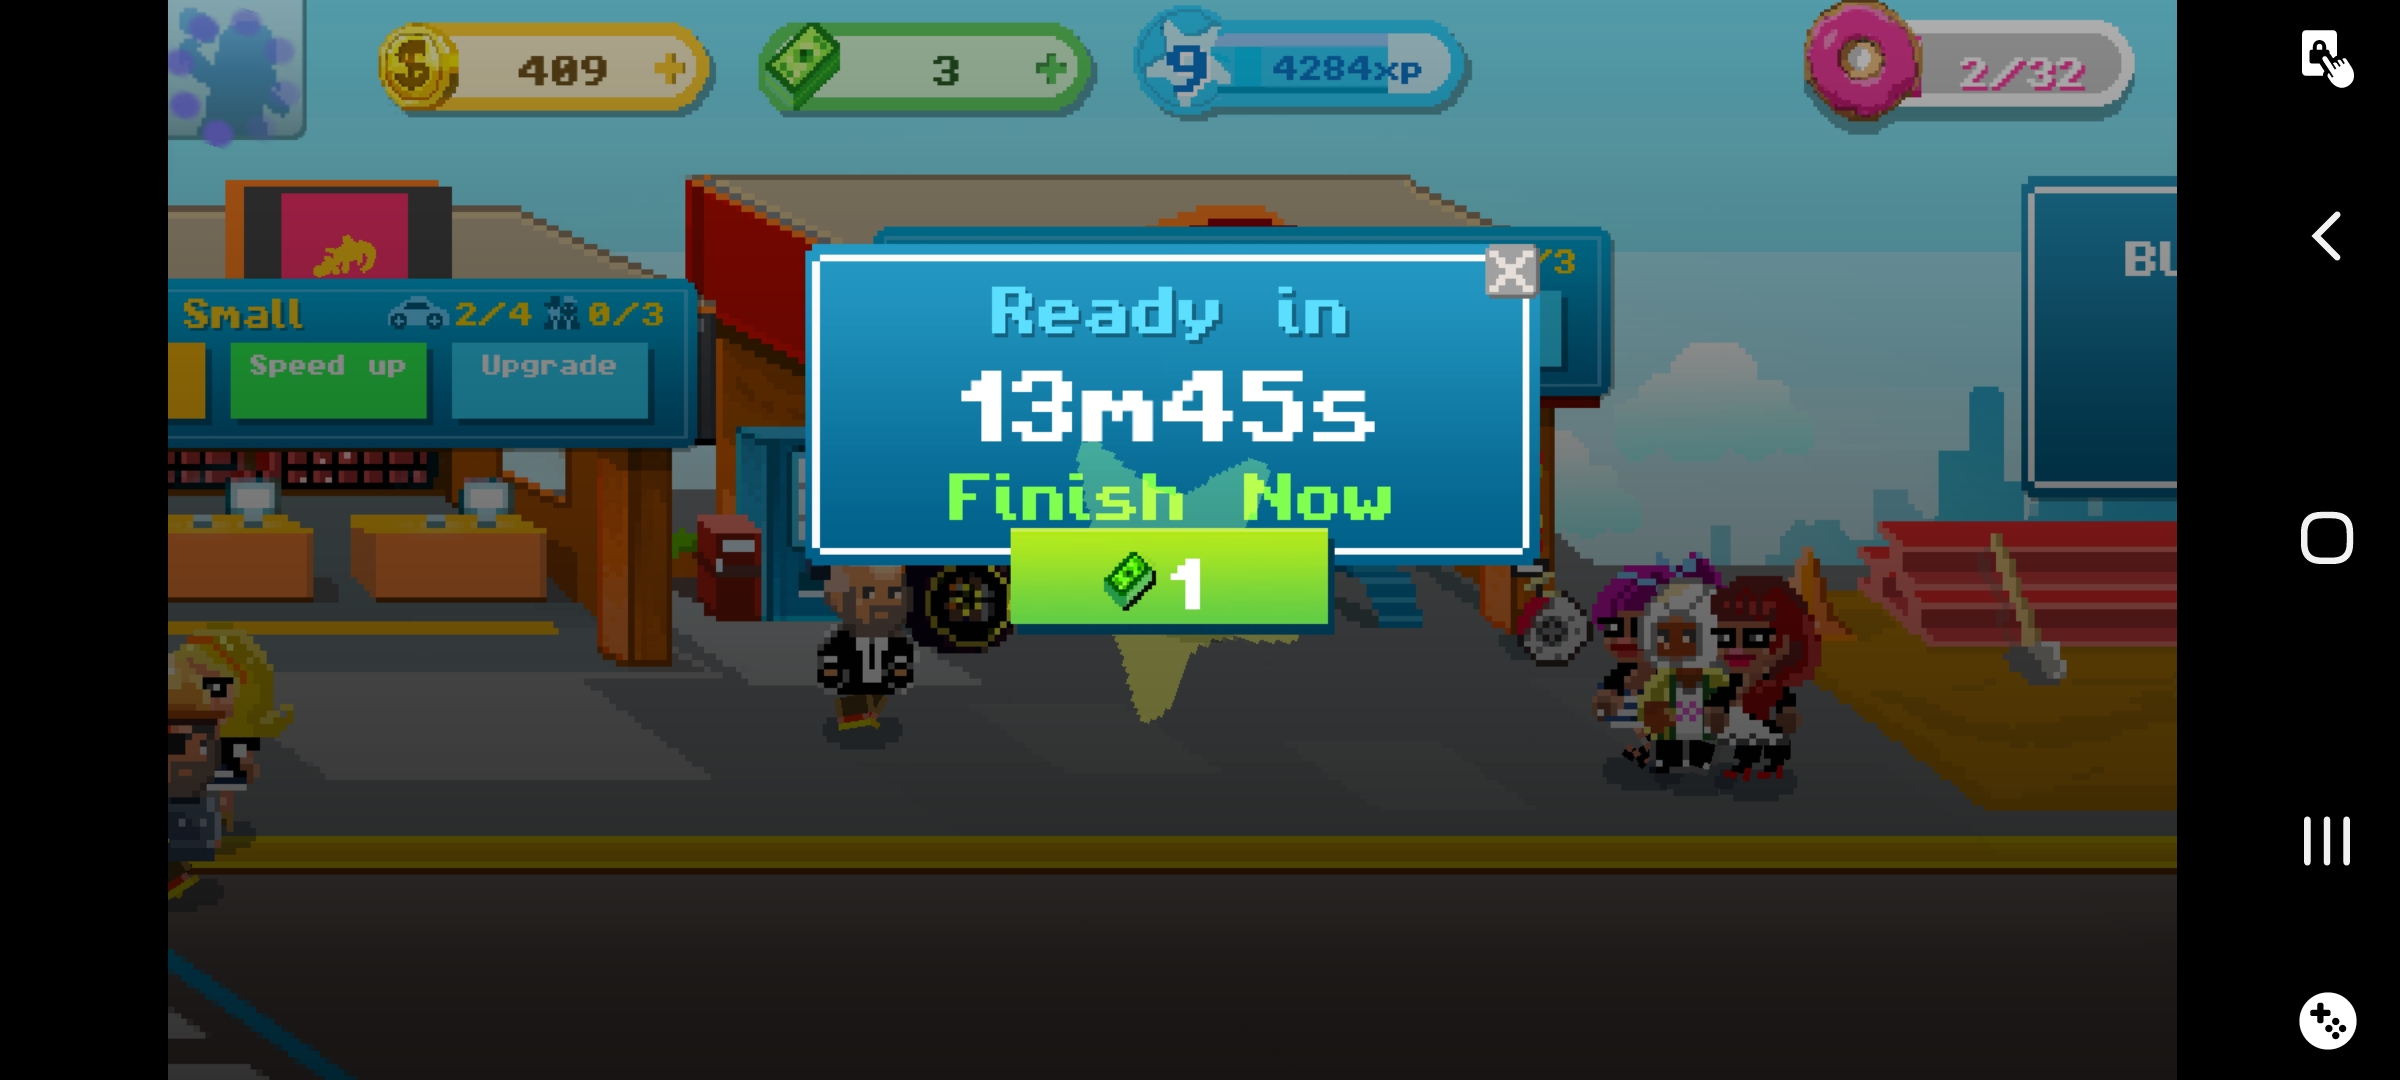 409
3
9
4284xp
2/32
Small 2/4 0/3
Speed up
Upgrade
/3
Ready in
13m45s
Finish Now
1